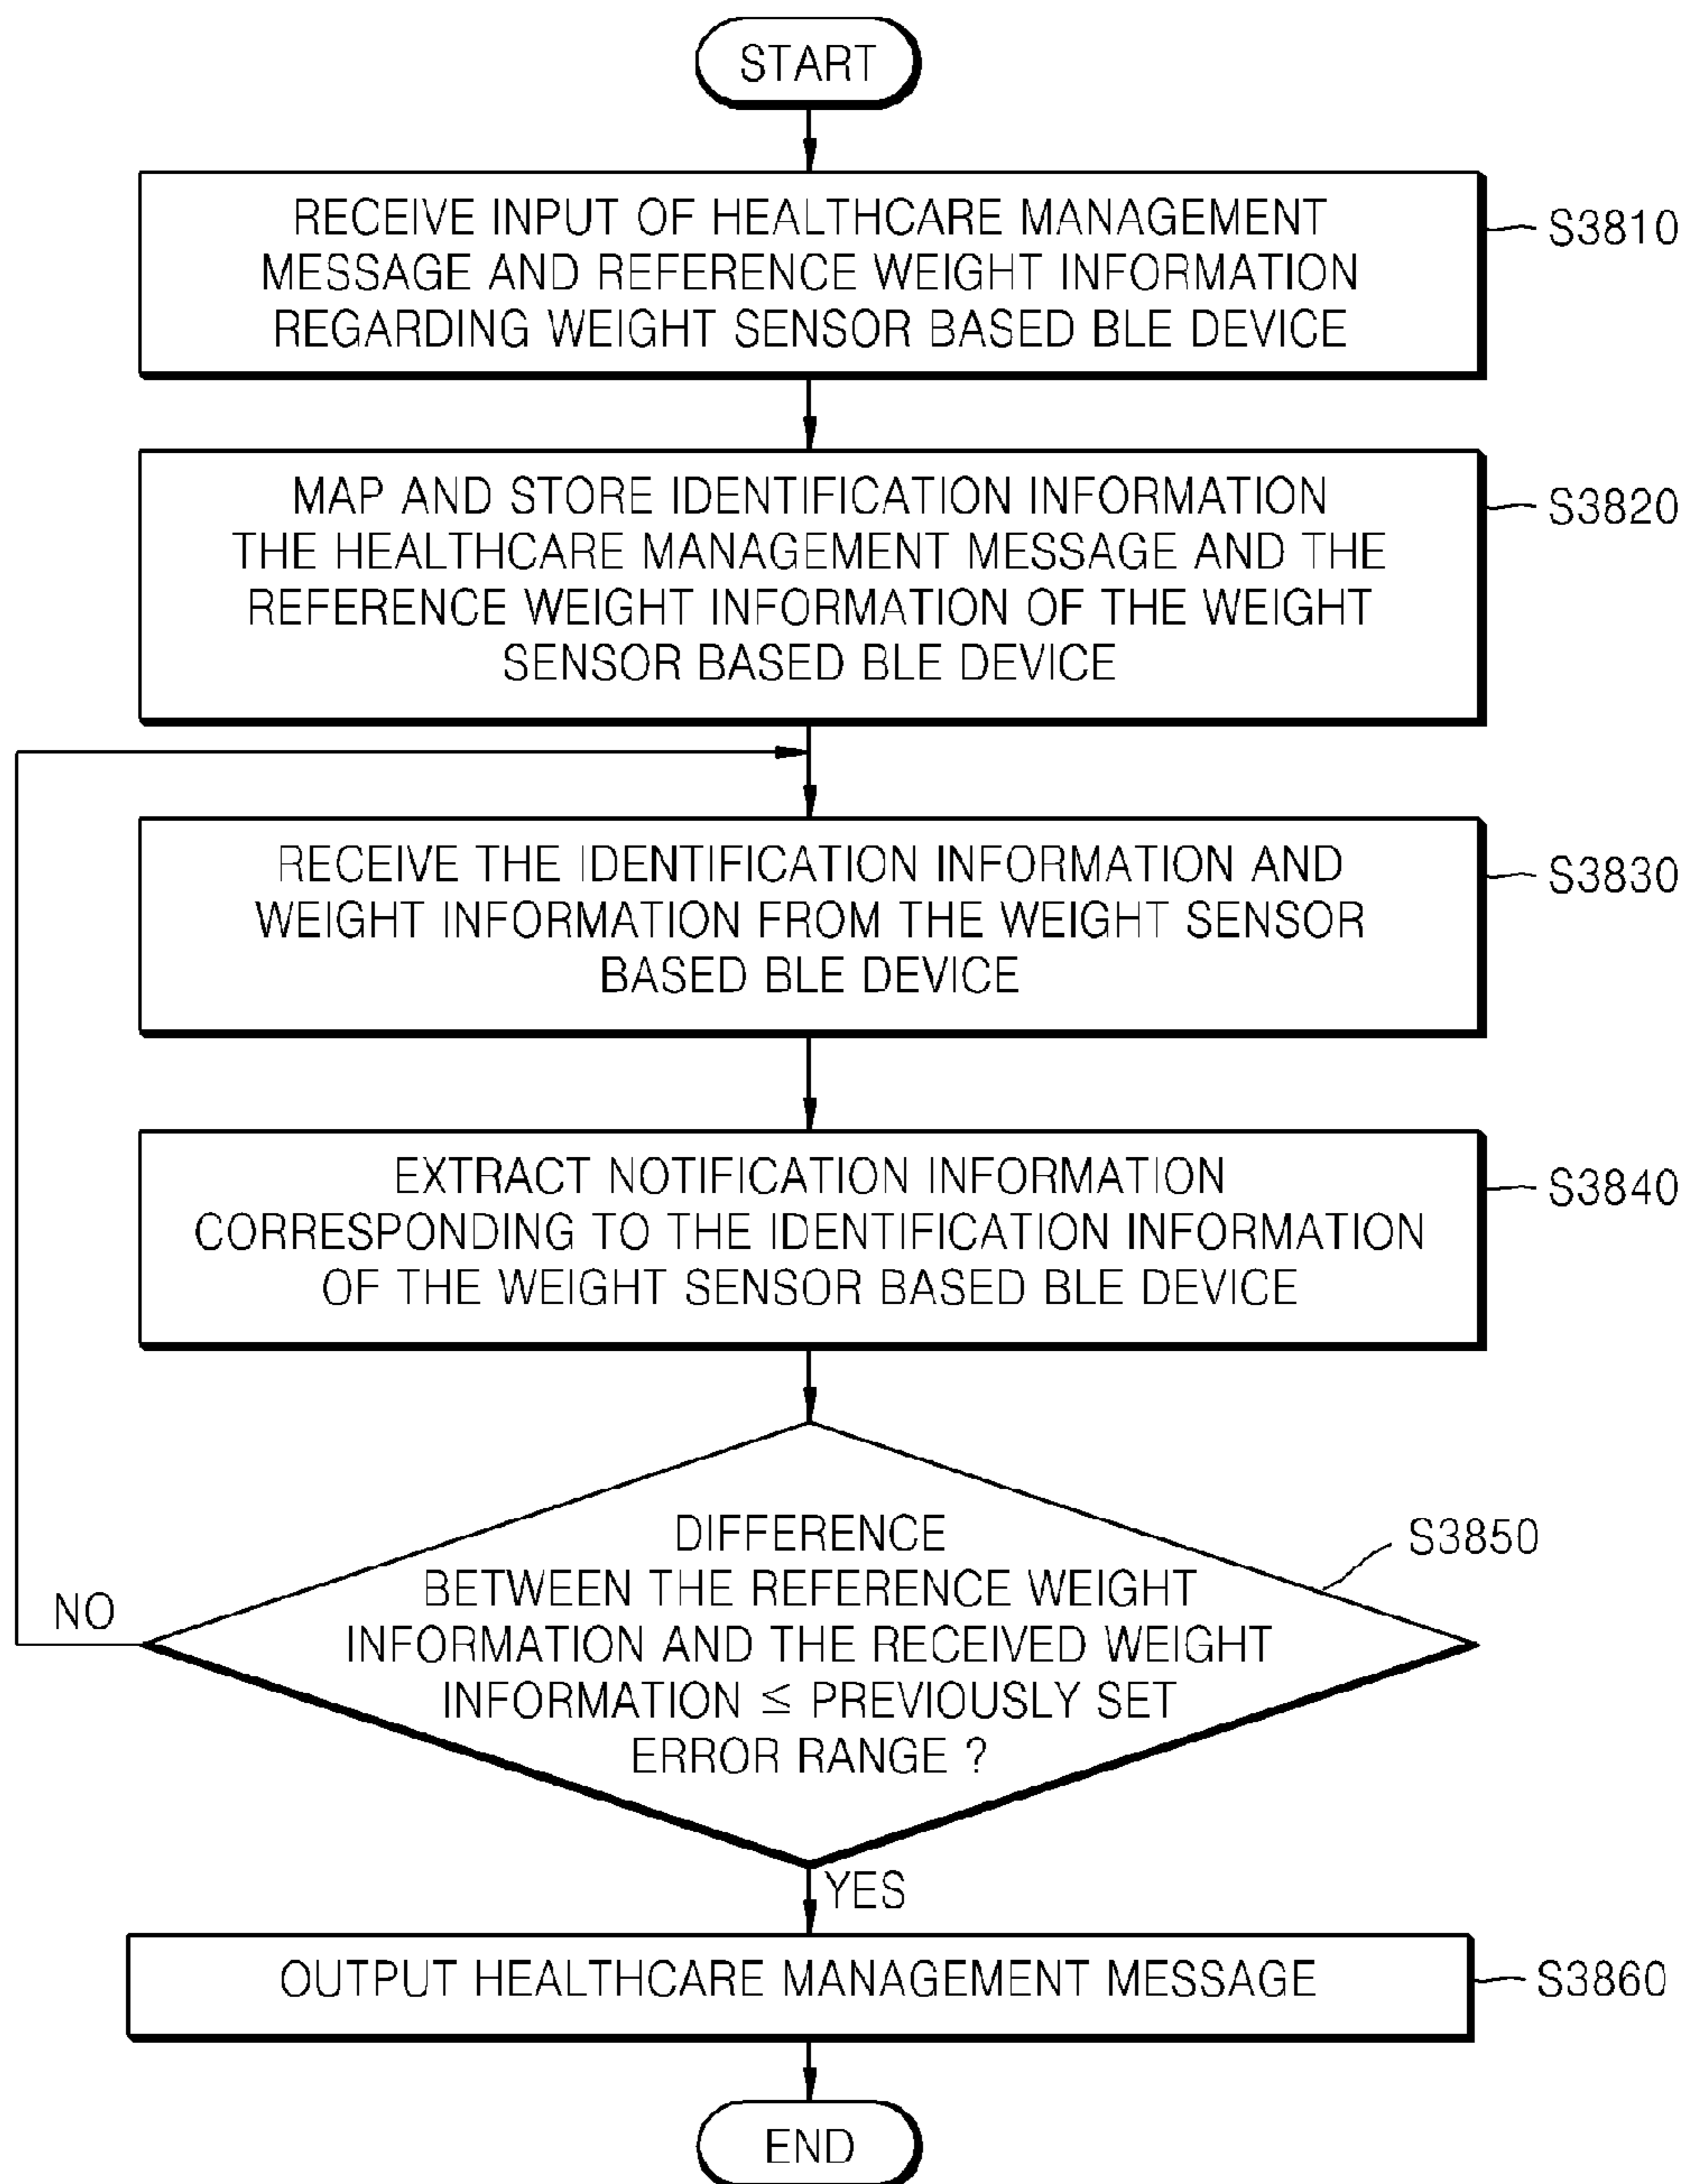 START
RECEIVE INPUT OF HEALTHCARE MANAGEMENT
MESSAGE AND REFERENCE WEIGHT INFORMATION
REGARDING WEIGHT SENSOR BASED BLE DEVICE
S3810
MAP AND STORE IDENTIFICATION INFORMATION
THE HEALTHCARE MANAGEMENT MESSAGE AND THE
REFERENCE WEIGHT INFORMATION OF THE WEIGHT
SENSOR BASED BLE DEVICE
S3820
RECEIVE THE IDENTIFICATION INFORMATION AND
WEIGHT INFORMATION FROM THE WEIGHT SENSOR
BASED BLE DEVICE
S3830
EXTRACT NOTIFICATION INFORMATION
CORRESPONDING TO THE IDENTIFICATION INFORMATION
OF THE WEIGHT SENSOR BASED BLE DEVICE
S3840
DIFFERENCE
BETWEEN THE REFERENCE WEIGHT
INFORMATION AND THE RECEIVED WEIGHT
INFORMATION ≤ PREVIOUSLY SET
ERROR RANGE ?
S3850
NO
YES
OUTPUT HEALTHCARE MANAGEMENT MESSAGE
S3860
END